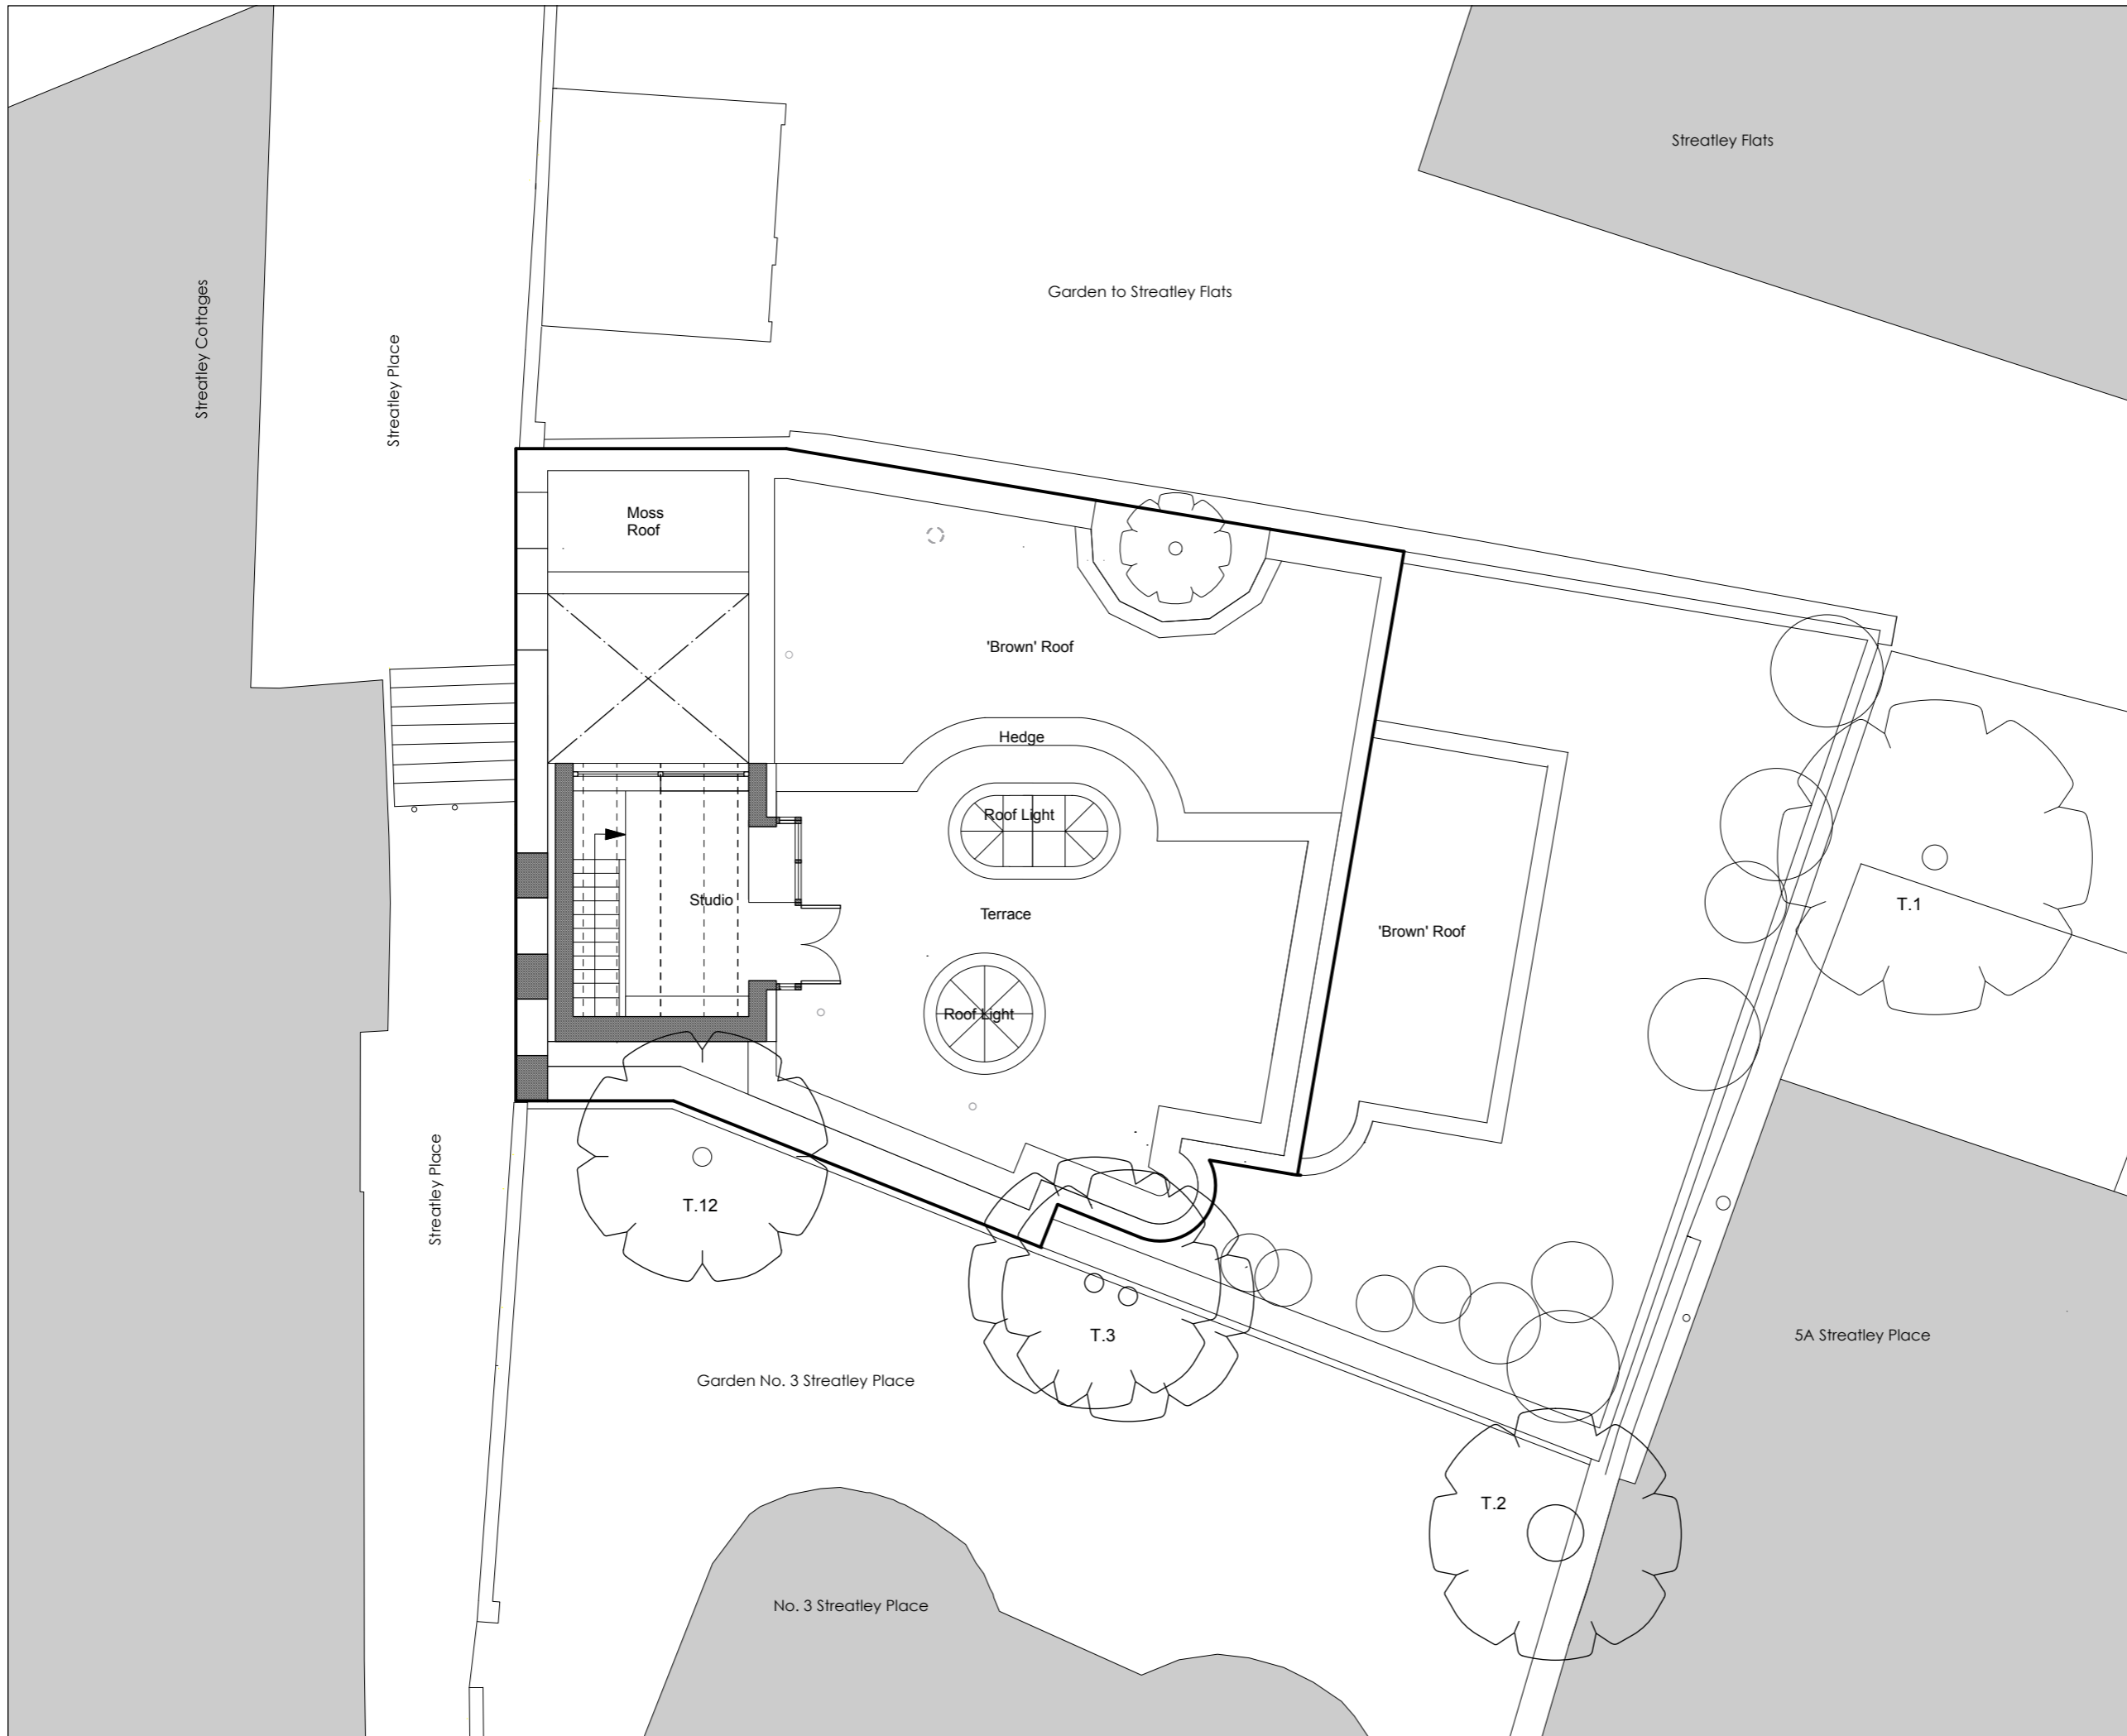 Streatley Flats
Garden to Streatley Flats
Streatley Cottages
Streatley Place
Moss
Roof
'Brown' Roof
Hedge
Roof Light
Studio
Terrace
'Brown' Roof
T.1
Roof Light
Streatley Place
T.12
T.3
5A Streatley Place
Garden No. 3 Streatley Place
T.2
No. 3 Streatley Place